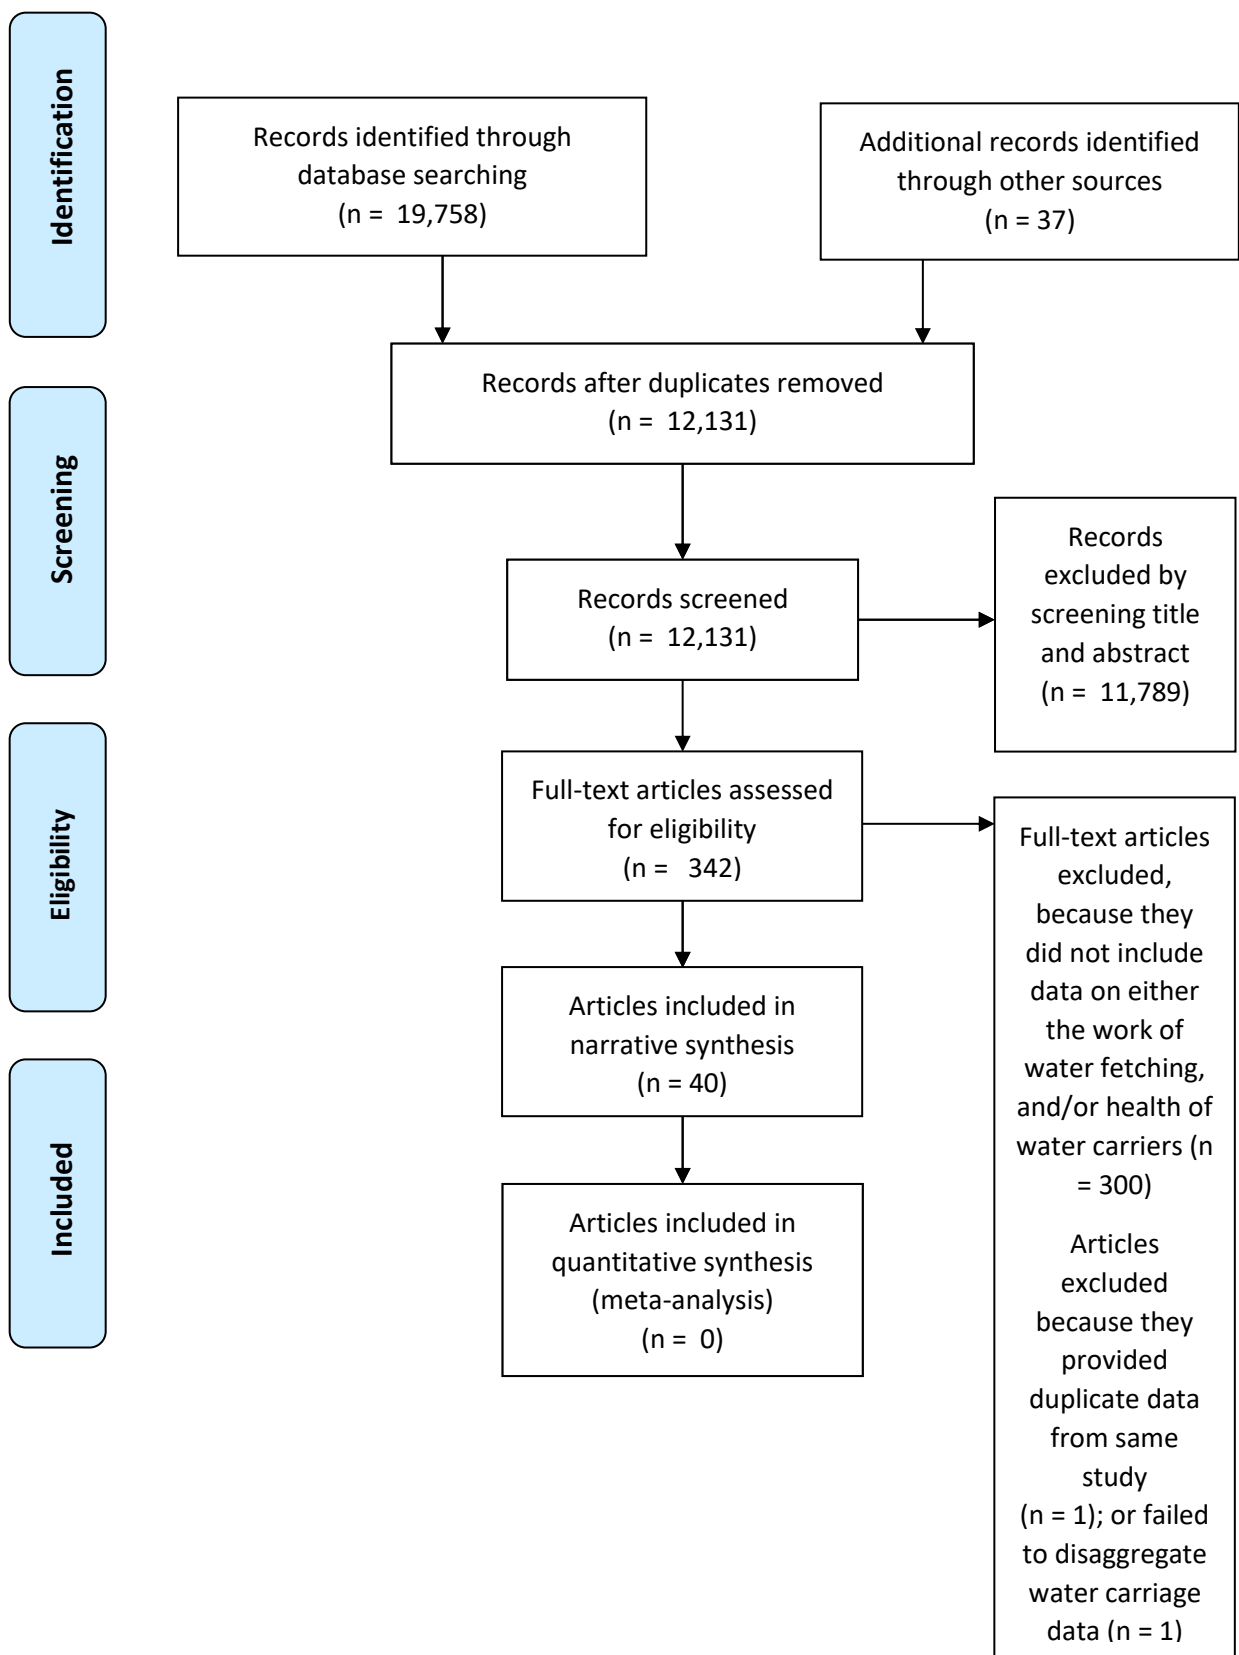 Identification
Records identified through
database searching
(n = 19,758)
Additional records identified
through other sources
(n = 37)
Records after duplicates removed
(n = 12,131)
Screening
Records screened
(n = 12,131)
Records
excluded by
screening title
and abstract
(n = 11,789)
Eligibility
Full-text articles assessed
for eligibility
(n = 342)
Full-text articles
excluded,
because they
did not include
data on either
the work of
water fetching,
and/or health of
water carriers (n
= 300)
Articles
excluded
because they
provided
duplicate data
from same
study
(n = 1); or failed
to disaggregate
water carriage
data (n = 1)
Articles included in
narrative synthesis
(n = 40)
Included
Articles included in
quantitative synthesis
(meta-analysis)
(n = 0)